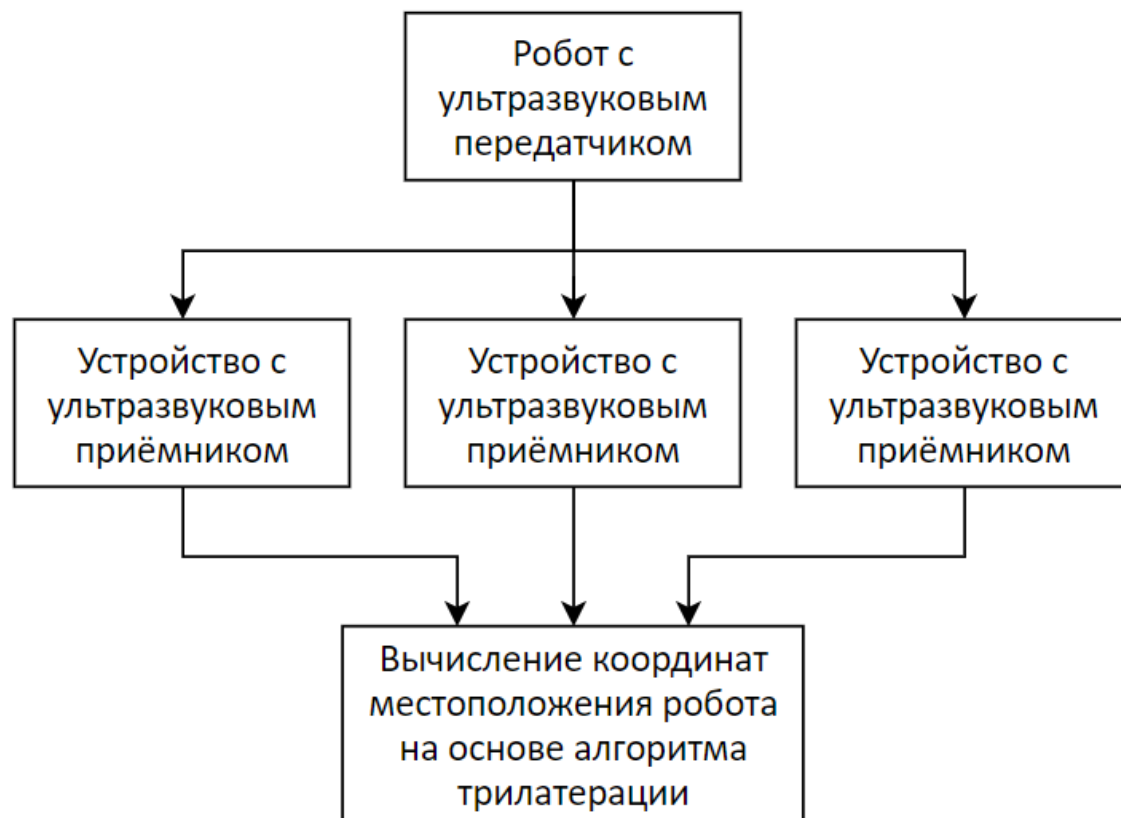 Робот с
ультразвуковым
передатчиком
Устройство с
ультразвуковым
приёмником
Устройство с
ультразвуковым
приёмником
Устройство с
ультразвуковым
приёмником
Вычисление координат
местоположения робота
на основе алгоритма
трилатерации